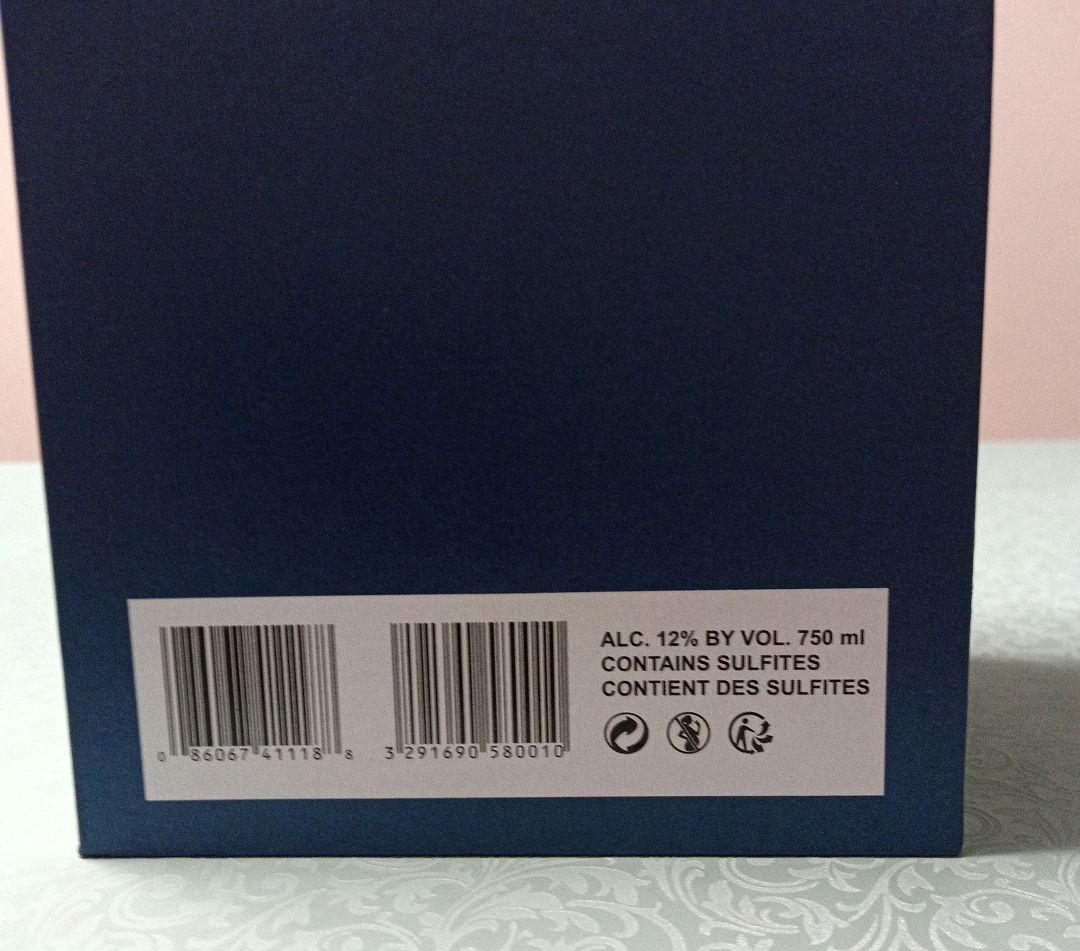 0 86067 41118 8
3 291690 580010
ALC. 12% BY VOL. 750 ml
CONTAINS SULFITES
CONTIENT DES SULFITES